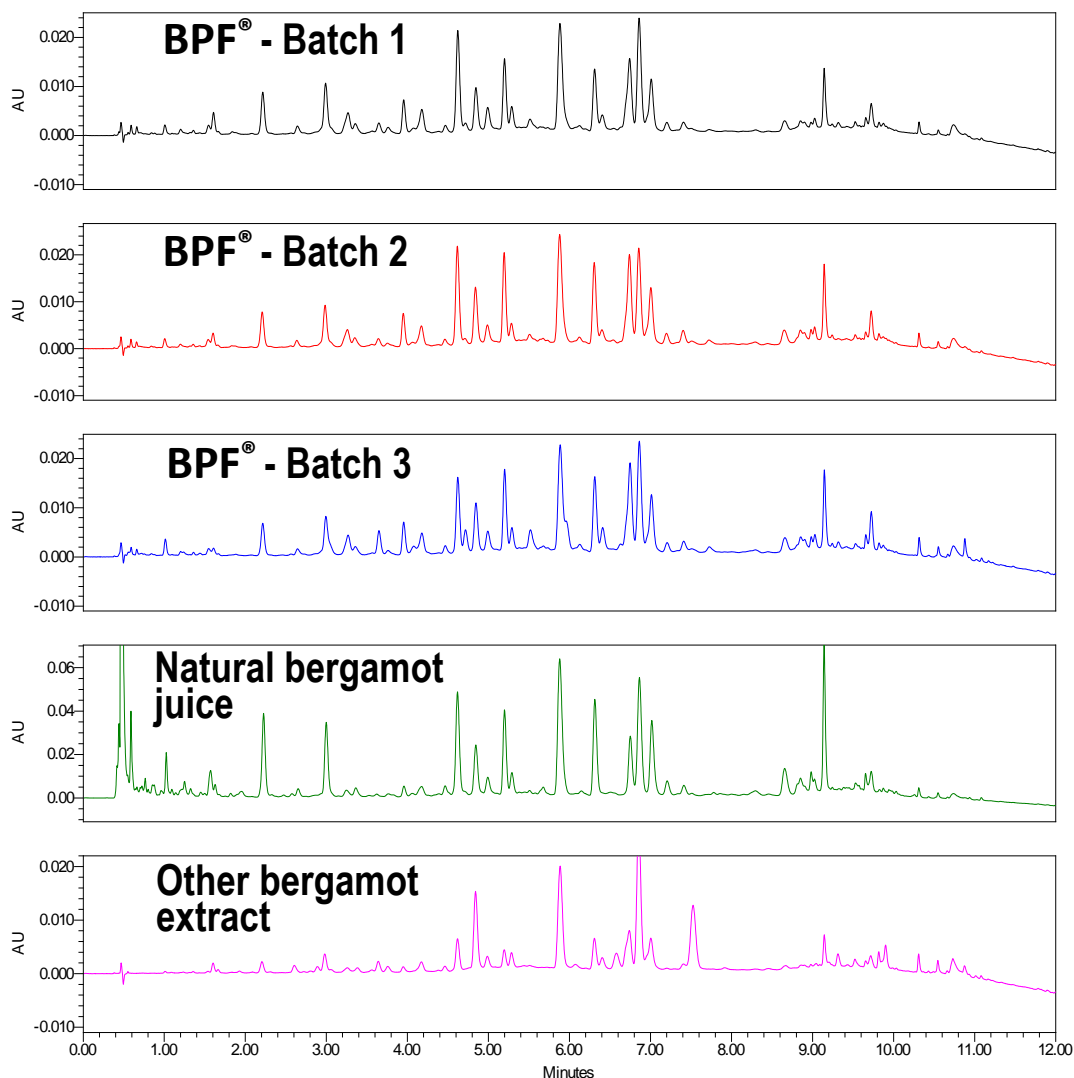 BPF® - Batch 1
AU
0.020
0.010
0.000
-0.010
BPF® - Batch 2
AU
0.020
0.010
0.000
-0.010
BPF® - Batch 3
AU
0.020
0.010
0.000
-0.010
Natural bergamot
juice
AU
0.06
0.04
0.02
0.00
Other bergamot
extract
AU
0.020
0.010
0.000
-0.010
0.00 1.00 2.00 3.00 4.00 5.00 6.00 7.00 8.00 9.00 10.00 11.00 12.00
Minutes